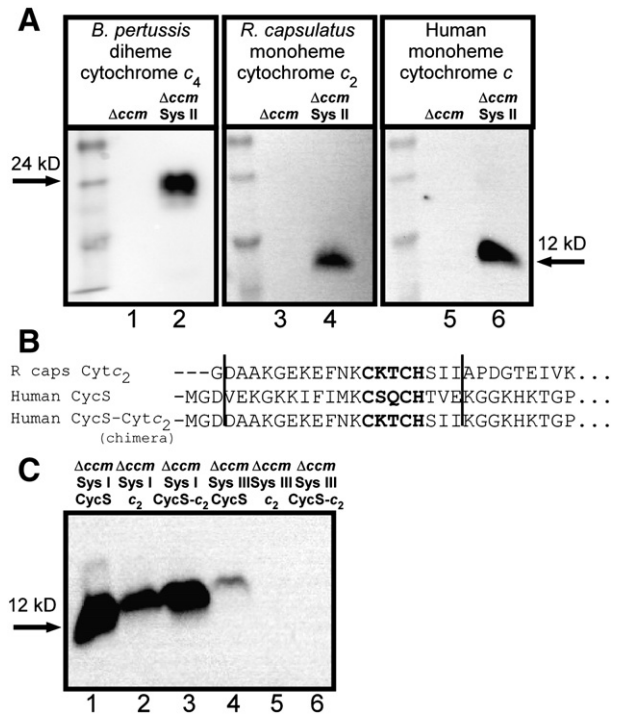 A
B. pertussis
diheme
cytochrome c4
Δccm Δccm
Sys II
R. capsulatus
monoheme
cytochrome c2
Δccm Δccm
Sys II
Human
monoheme
cytochrome c
Δccm Δccm
Sys II
24 kD
12 kD
1 2 3 4 5 6
B
R caps Cytc2 ---GDAAKGEKEFNKCKTCHSIIAPDGTEIVK...
Human CycS -MGDVEKGKKIFIMKCSQCHTVEKGGKHKTGP...
Human CycS-Cytc2 -MGDDAAKGEKEFNKCKTCHSIIKGGKHKTGP...
(chimera)
C
Δccm Δccm Δccm Δccm Δccm Δccm
Sys I Sys I Sys I Sys III Sys III Sys III
CycS c2 CycS-c2 CycS c2 CycS-c2
12 kD
1 2 3 4 5 6